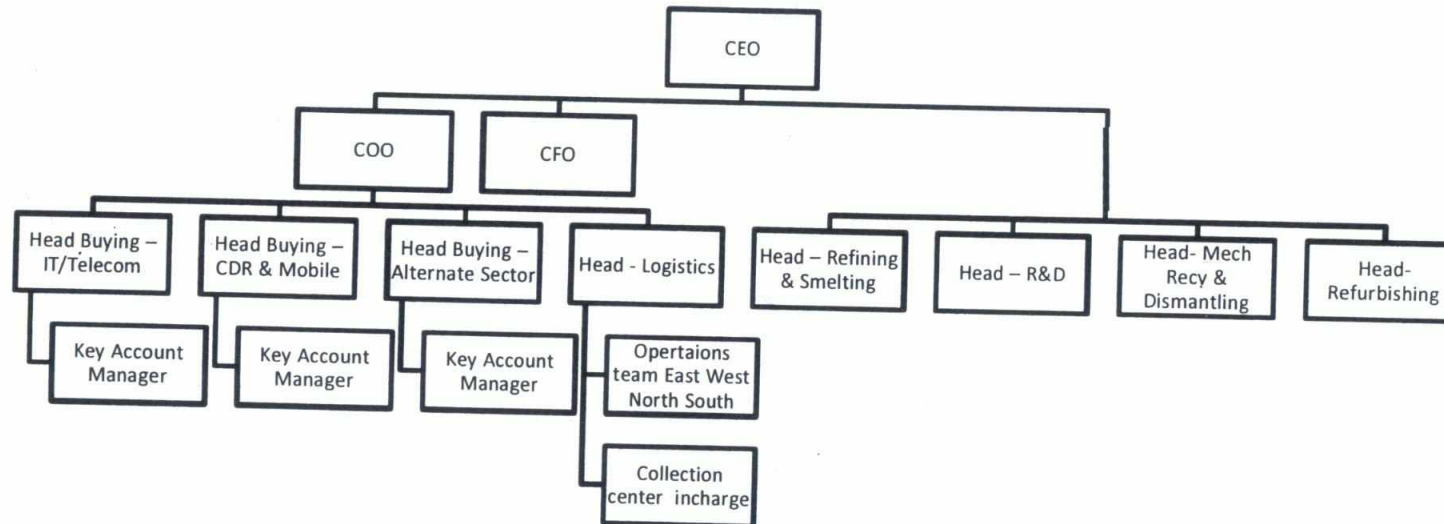 CEO
COO
CFO
Head Buying –
IT/Telecom
Head Buying –
CDR & Mobile
Head Buying –
Alternate Sector
Head - Logistics
Head – Refining
& Smelting
Head – R&D
Head- Mech
Recy &
Dismantling
Head-
Refurbishing
Key Account
Manager
Key Account
Manager
Key Account
Manager
Opertaions
team East West
North South
Collection
center incharge